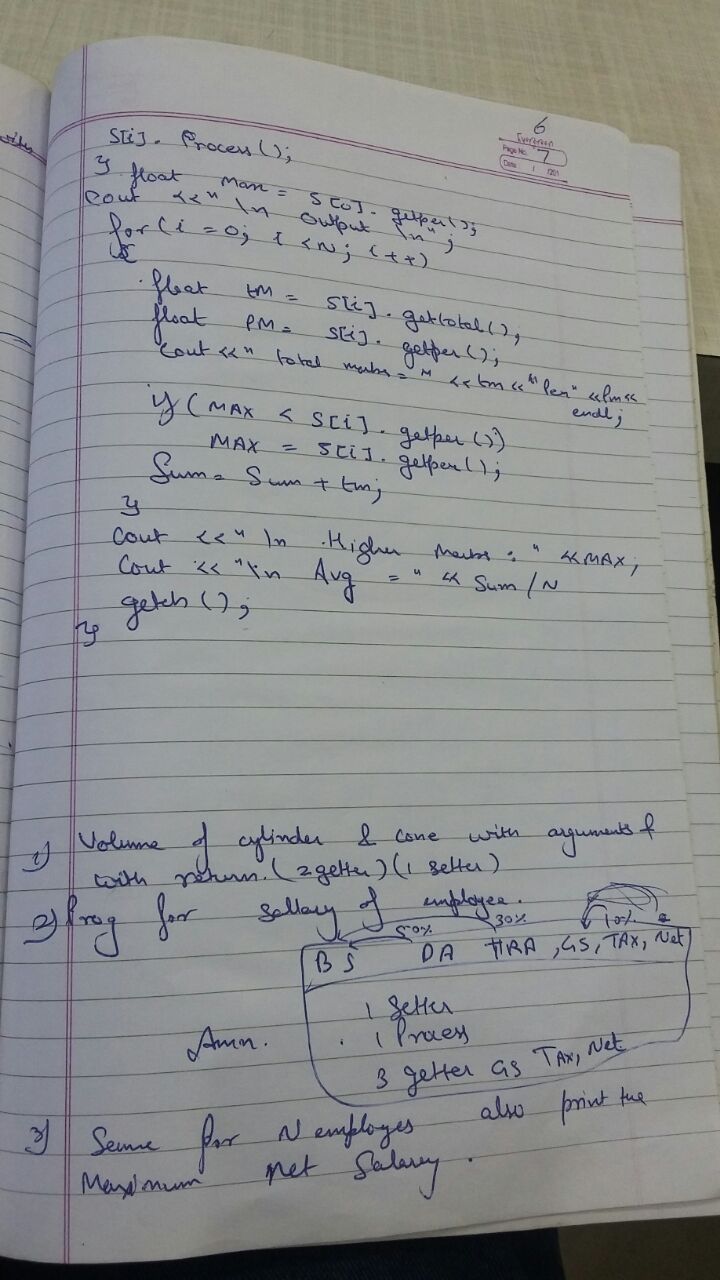 6
Evergreen
Page No. 7
Date / /201
S[i]. Process();
}
float max = S[0]. getper();
cout <<" \n output \n";
for (i = 0; i <N; i++)
{
float tM = S[i]. gettotal();
float PM = S[i]. getper();
cout <<" total marks = " << tm <<" Per" <<Pm<<
endl;
if (MAX < S[i]. getper())
MAX = S[i]. getper();
Sum = Sum + tm;
}
cout <<" \n Higher marks : " <<MAX;
cout << "\n Avg = " << Sum /N
getch();
}
1) Volume of cylinder & cone with arguments &
with return. (2 getter) (1 setter)
2) Prog for sallary of employee.
50% 30% 10%
BS DA HRA , GS, TAX, Net
1 Setter
1 Process
3 getter GS TAX, Net
3) Same for N employes also print the
Maximum net Salary.